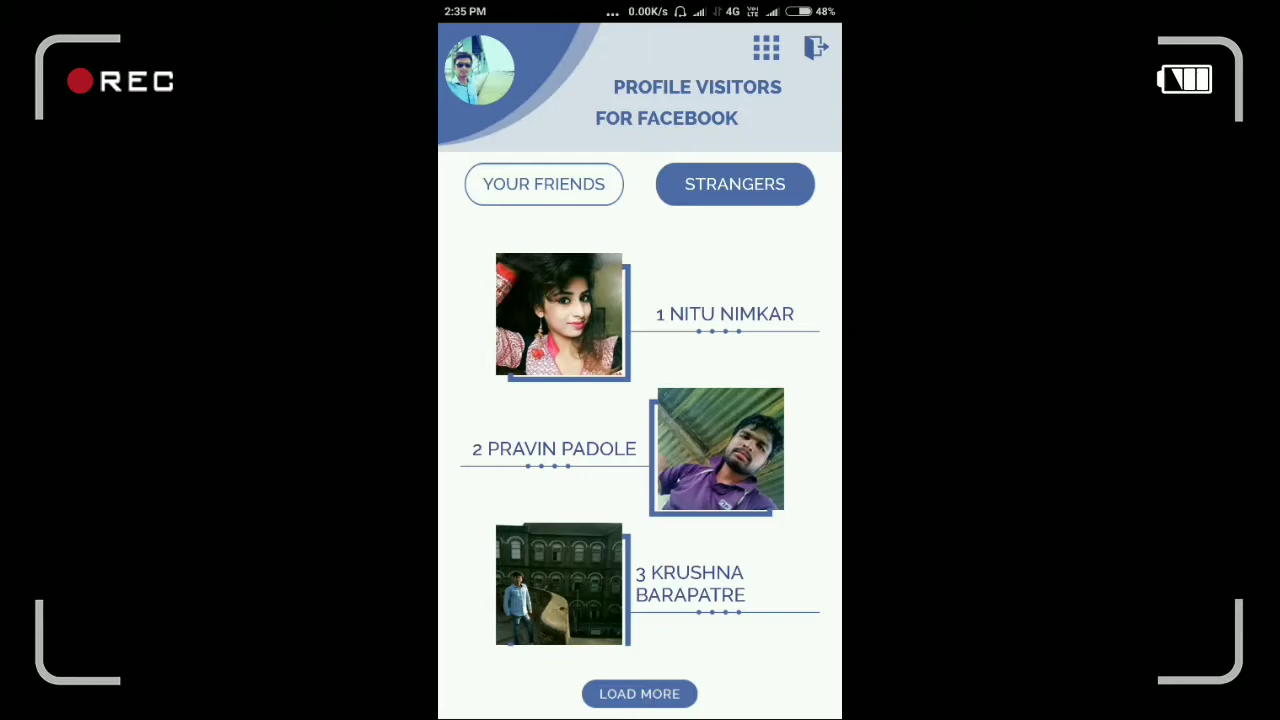 2:35 PM
... 0.00K/s 4G VoLTE 48%
REC
PROFILE VISITORS
FOR FACEBOOK
YOUR FRIENDS
STRANGERS
1 NITU NIMKAR
2 PRAVIN PADOLE
3 KRUSHNA
BARAPATRE
LOAD MORE